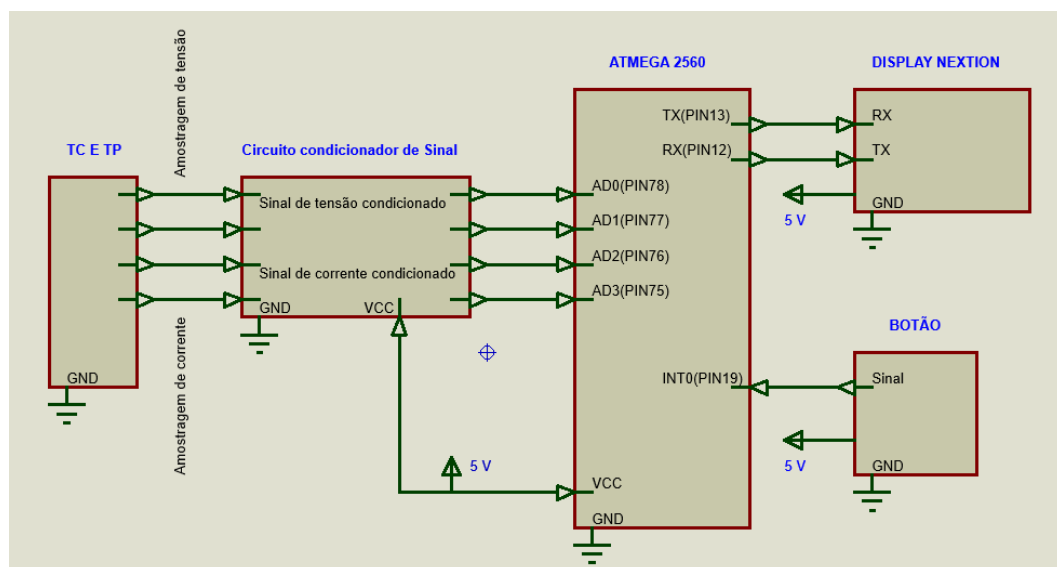 Amostragem de tensão
ATMEGA 2560
DISPLAY NEXTION
TX(PIN13)
RX
RX(PIN12)
TX
GND
5 V
TC E TP
Circuito condicionador de Sinal
Sinal de tensão condicionado
AD0(PIN78)
AD1(PIN77)
Sinal de corrente condicionado
AD2(PIN76)
AD3(PIN75)
GND
VCC
BOTÃO
GND
Amostragem de corrente
INT0(PIN19)
Sinal
5 V
5 V
GND
VCC
GND